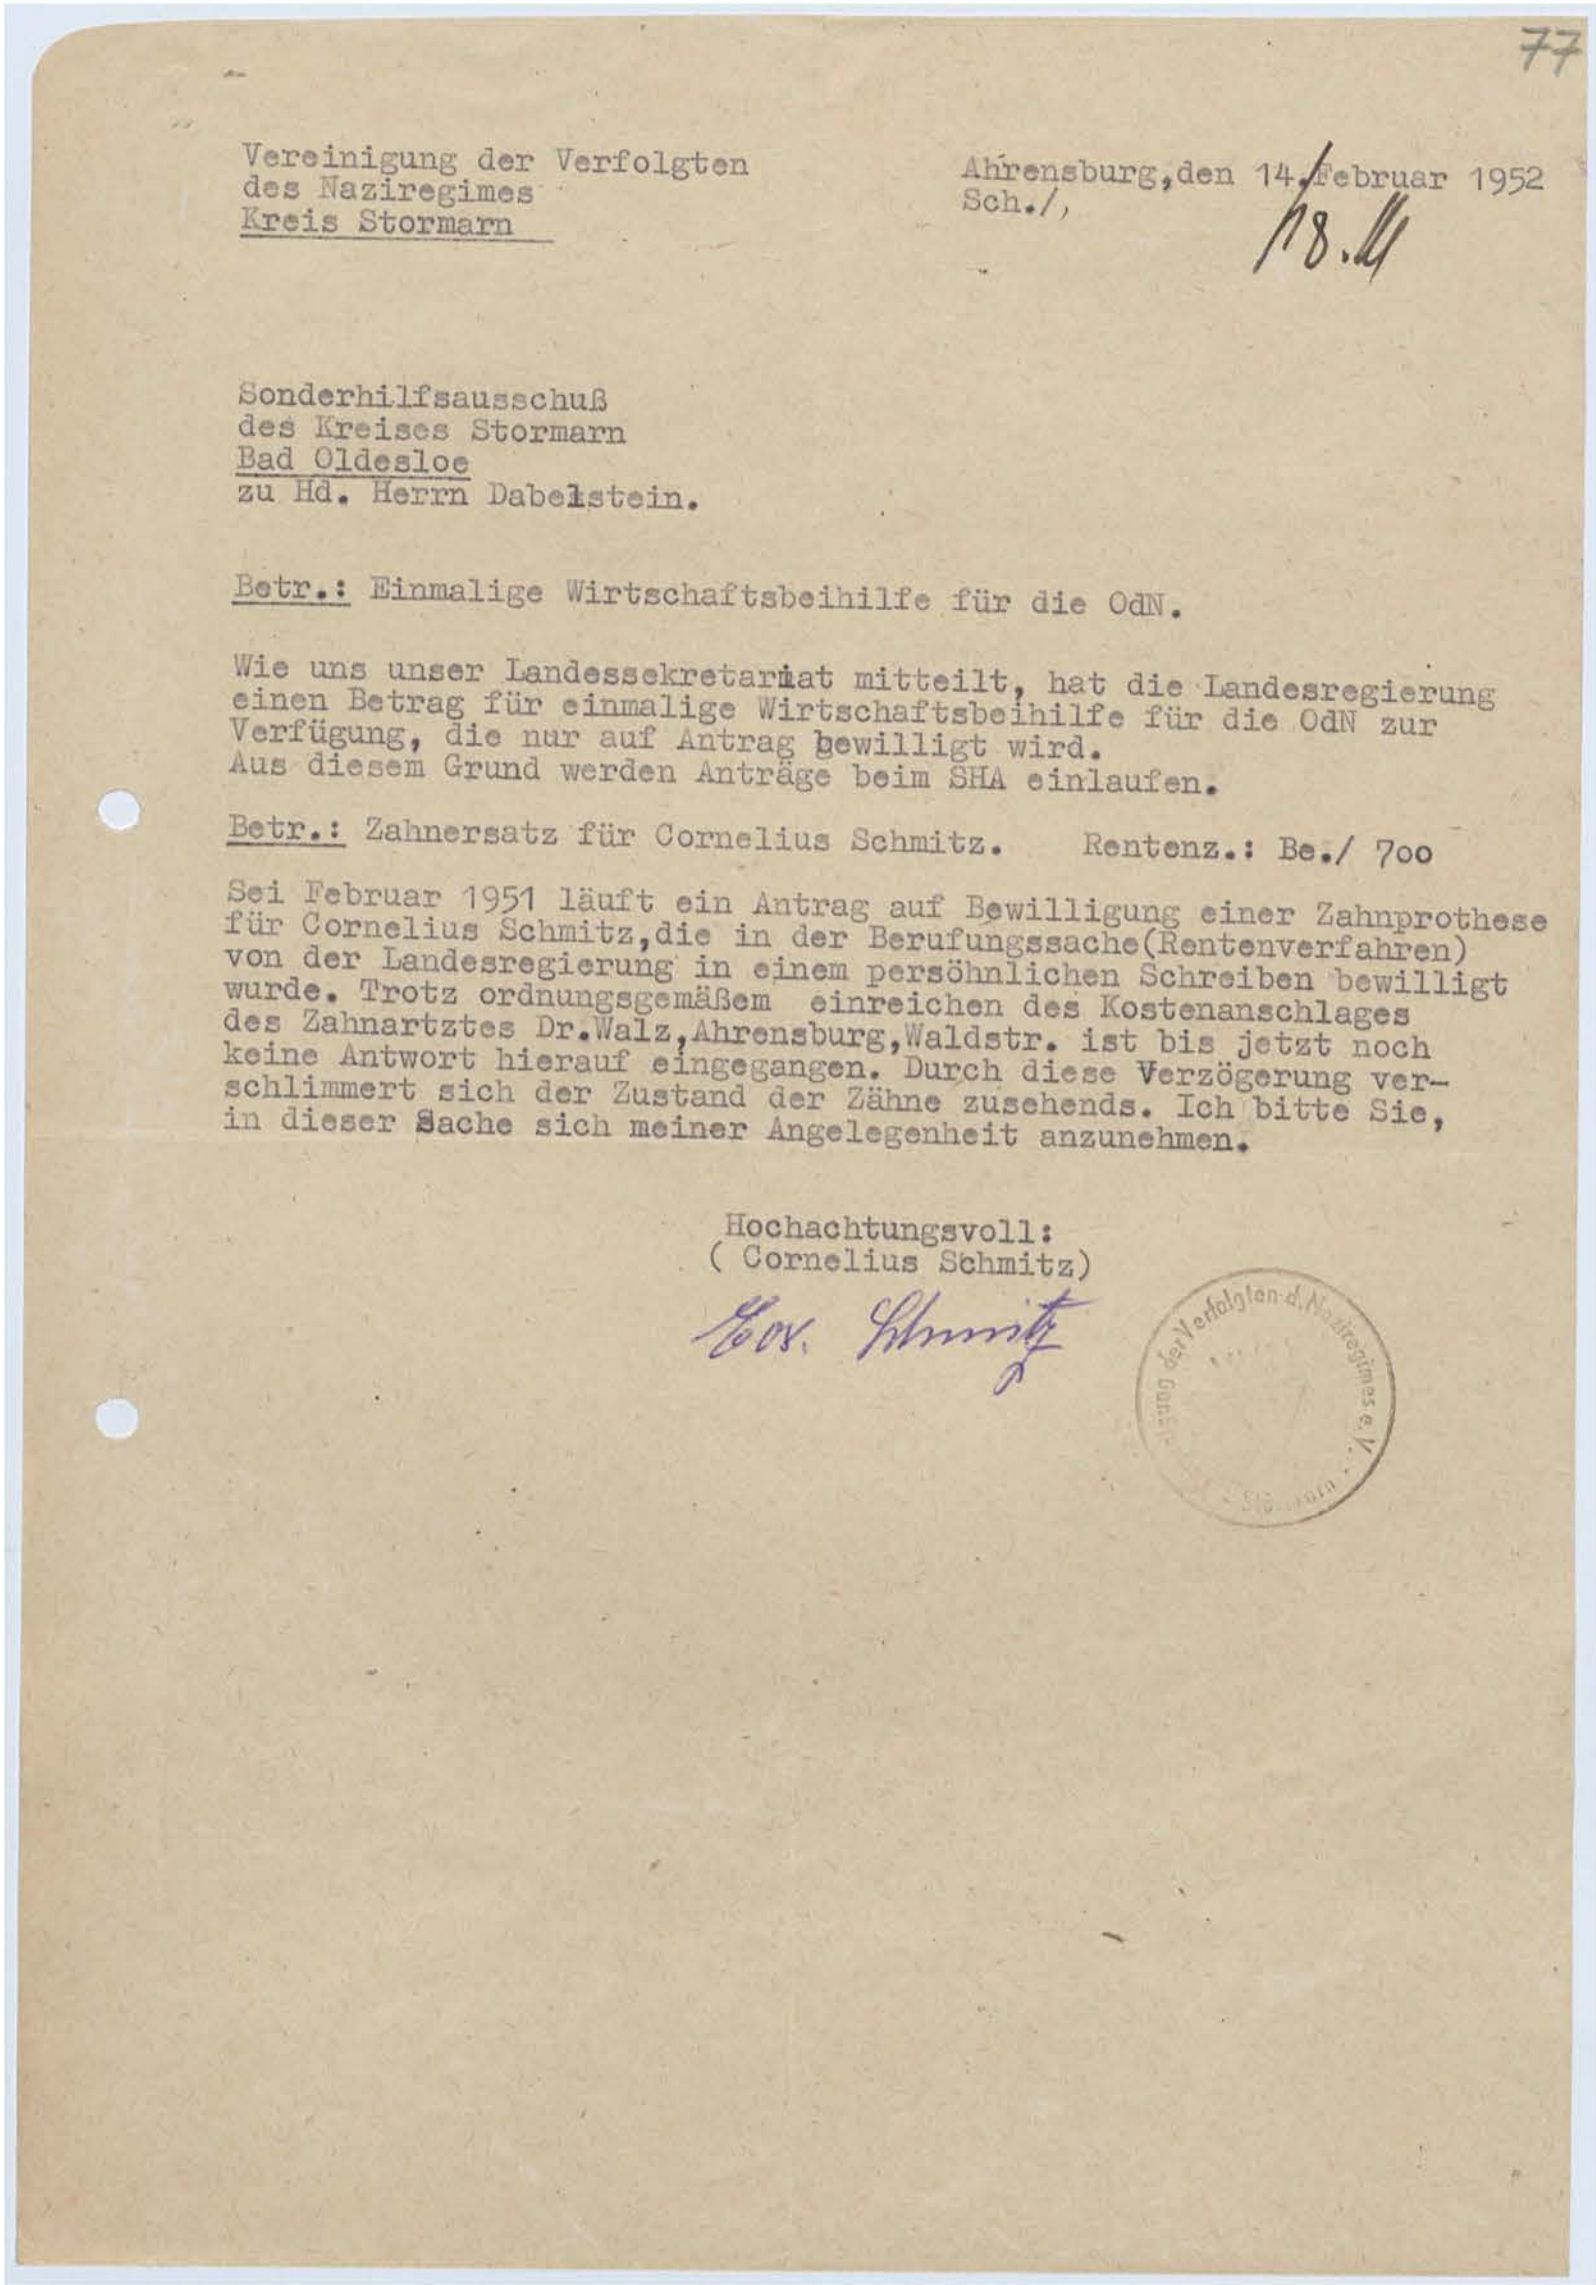 77
Vereinigung der Verfolgten
des Naziregimes
Kreis Stormarn
Ahrensburg,den 14.Februar 1952
Sch./,
18.
Sonderhilfsausschuß
des Kreises Stormarn
Bad Oldesloe
zu Hd. Herrn Dabelstein.
Betr.: Einmalige Wirtschaftsbeihilfe für die OdN.
Wie uns unser Landessekretariat mitteilt, hat die Landesregierung
einen Betrag für einmalige Wirtschaftsbeihilfe für die OdN zur
Verfügung, die nur auf Antrag bewilligt wird.
Aus diesem Grund werden Anträge beim SHA einlaufen.
Betr.: Zahnersatz für Cornelius Schmitz. Rentenz.: Be./ 700
Sei Februar 1951 läuft ein Antrag auf Bewilligung einer Zahnprothese
für Cornelius Schmitz,die in der Berufungssache(Rentenverfahren)
von der Landesregierung in einem persöhnlichen Schreiben bewilligt
wurde. Trotz ordnungsgemäßem einreichen des Kostenanschlages
des Zahnartztes Dr.Walz,Ahrensburg,Waldstr. ist bis jetzt noch
keine Antwort hierauf eingegangen. Durch diese Verzögerung ver-
schlimmert sich der Zustand der Zähne zusehends. Ich bitte Sie,
in dieser Sache sich meiner Angelegenheit anzunehmen.
Hochachtungsvoll:
( Cornelius Schmitz)
Cor. Schmitz
der Verfolgten d. Naziregimes e.V.